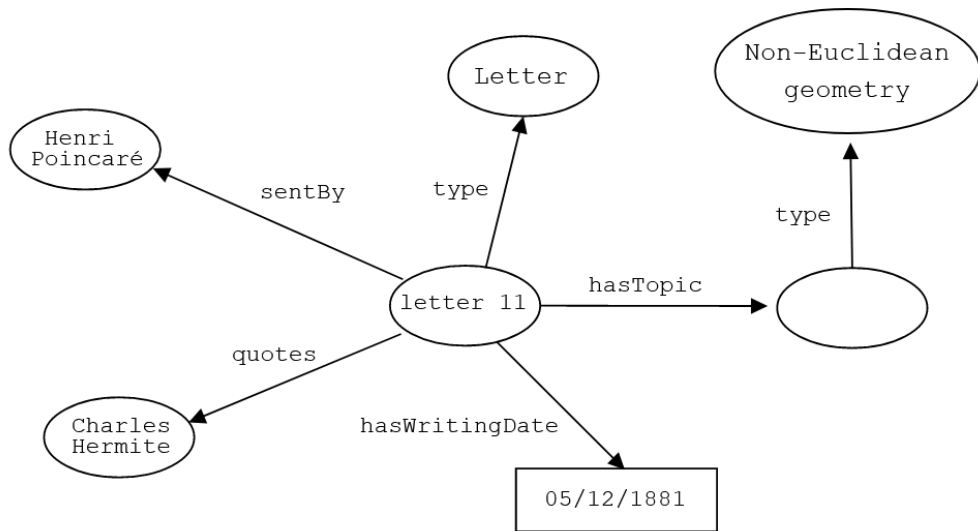 Non-Euclidean
geometry
Letter
Henri
Poincaré
sentBy
type
type
letter 11
hasTopic
quotes
Charles
Hermite
hasWritingDate
05/12/1881